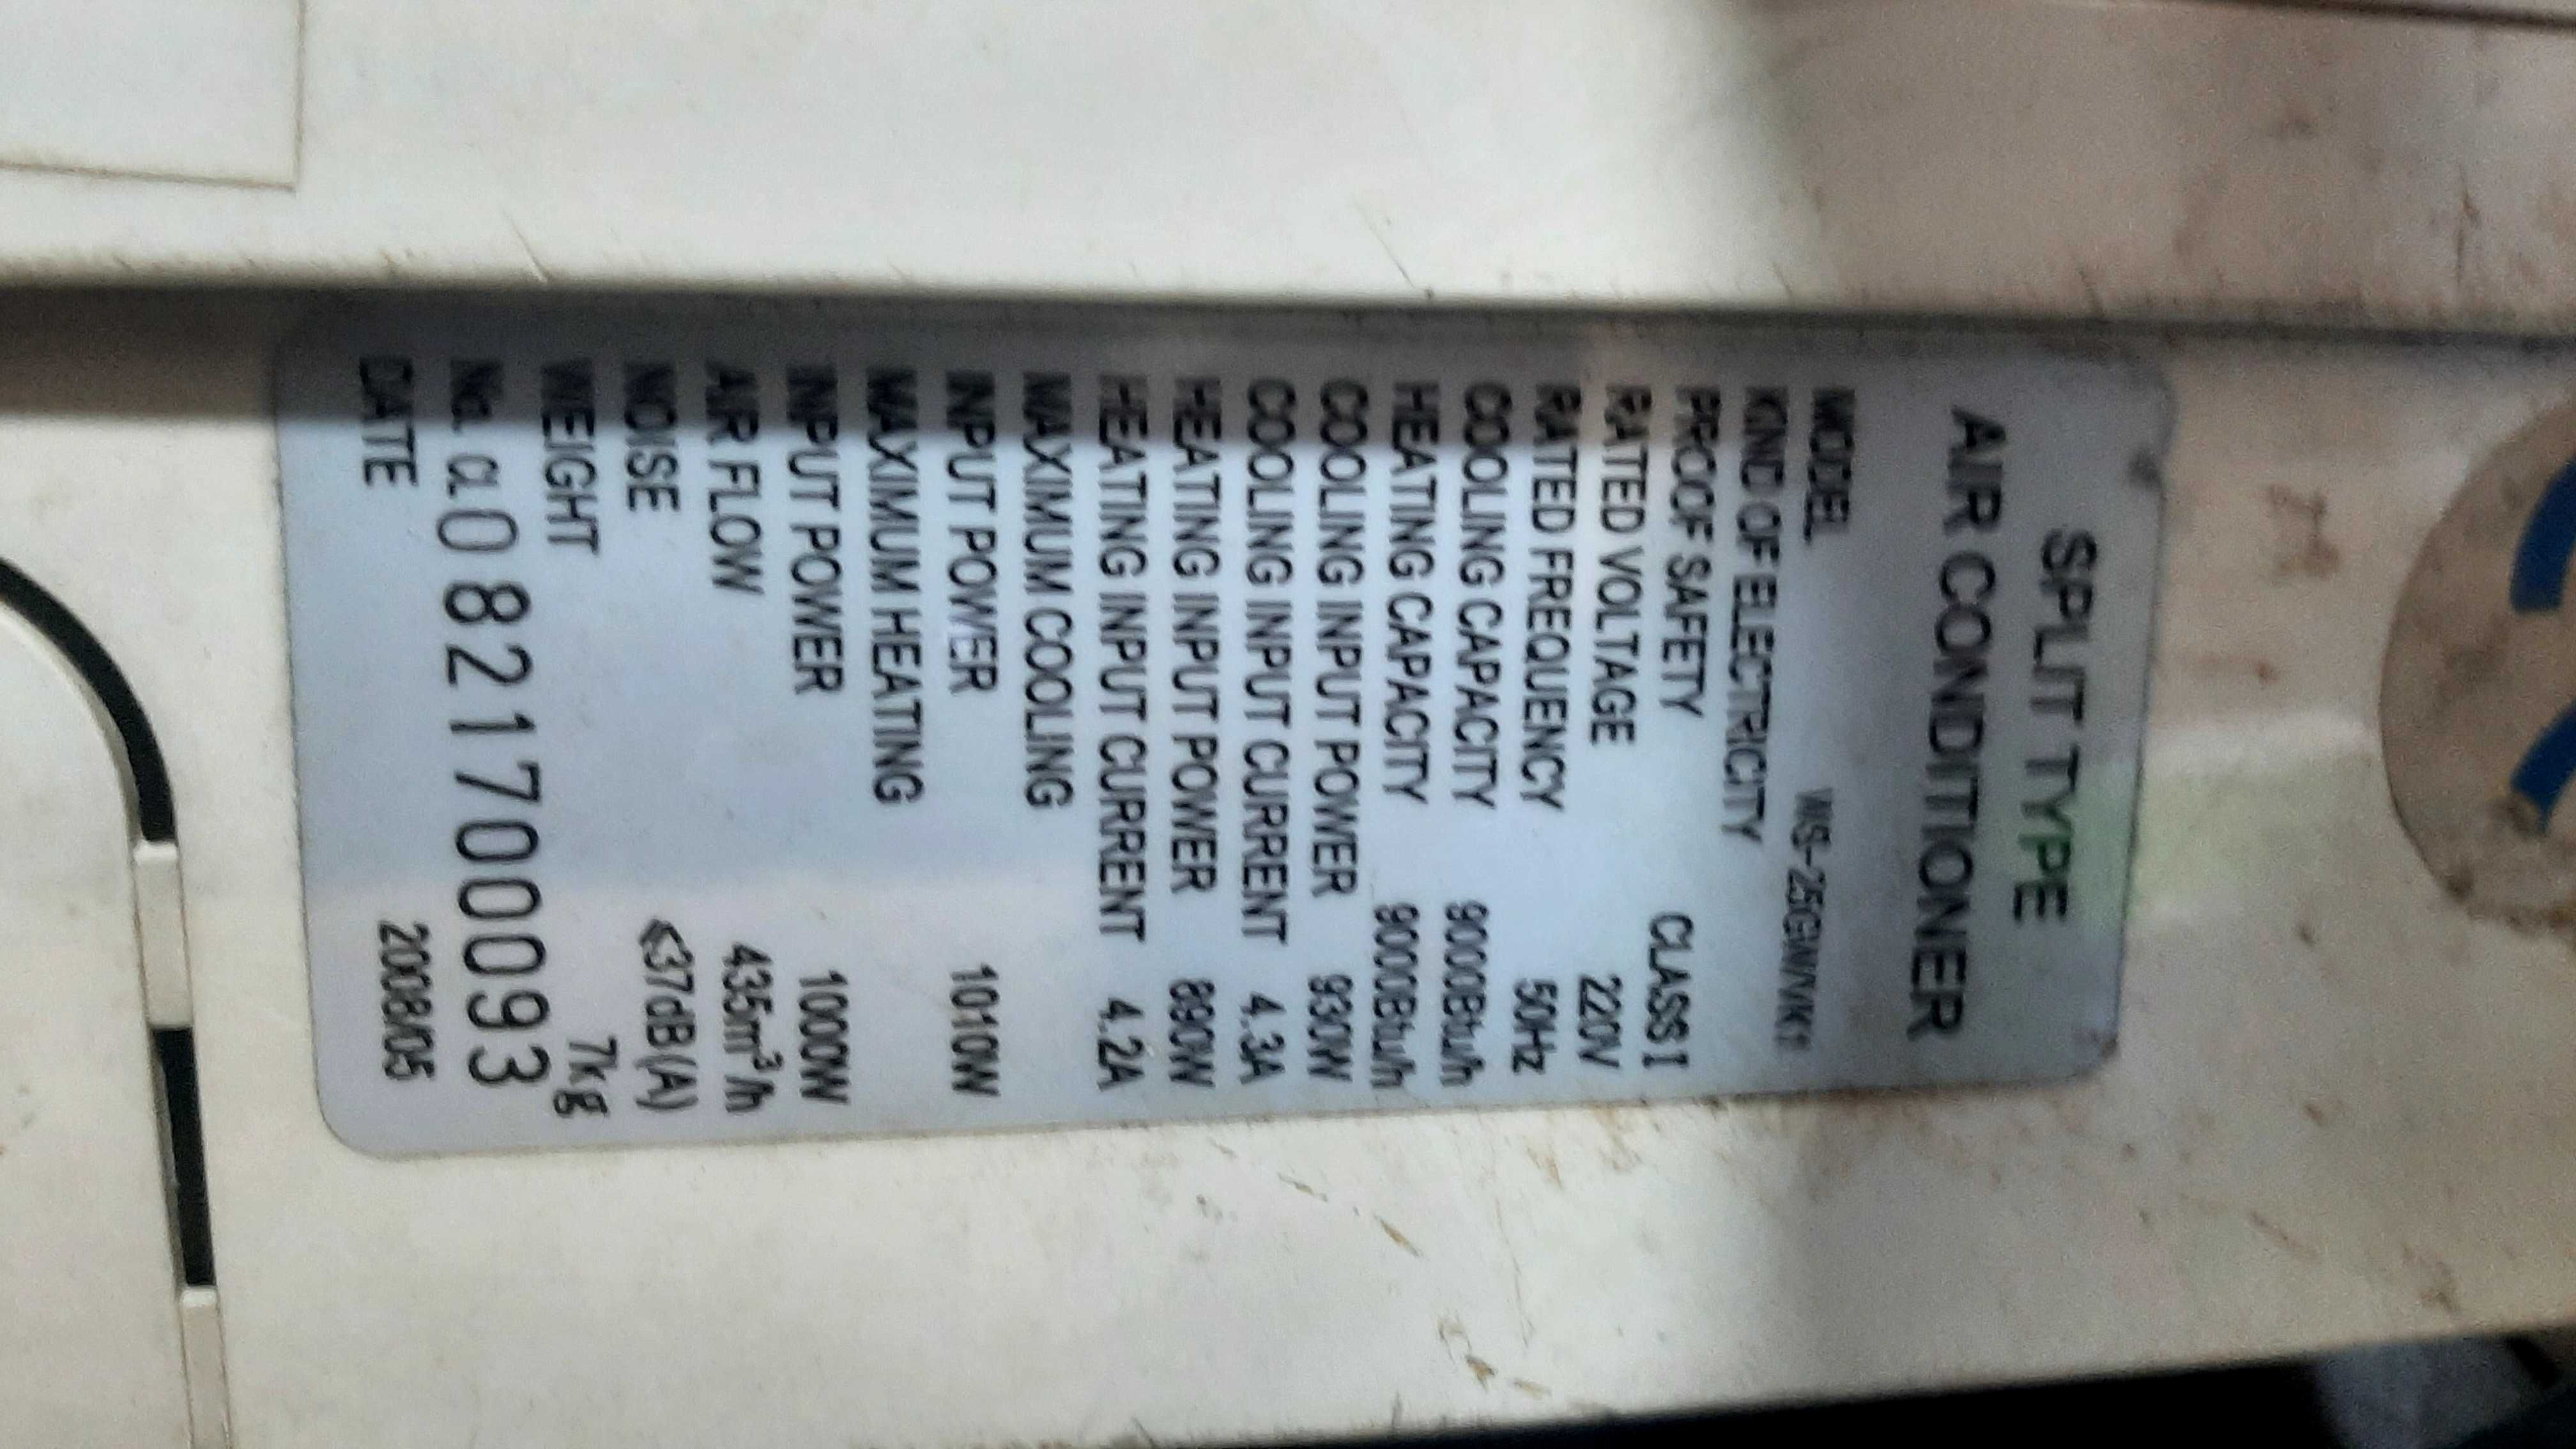 SPLIT TYPE
AIR CONDITIONER
MODEL
KIND OF ELECTRICITY
PROOF SAFETY CLASS I
RATED VOLTAGE 220V
RATED FREQUENCY 50Hz
COOLING CAPACITY 9000Btu/h
HEATING CAPACITY 9000Btu/h
COOLING INPUT POWER 930W
HEATING INPUT POWER 890W
COOLING INPUT CURRENT 4.3A
HEATING INPUT CURRENT 4.2A
MAXIMUM COOLING
INPUT POWER 1010W
MAXIMUM HEATING
INPUT POWER 1000W
AIR FLOW 435m³/h
NOISE ≤37dB(A)
WEIGHT 7kg
No. 0821700093
DATE 2008/05